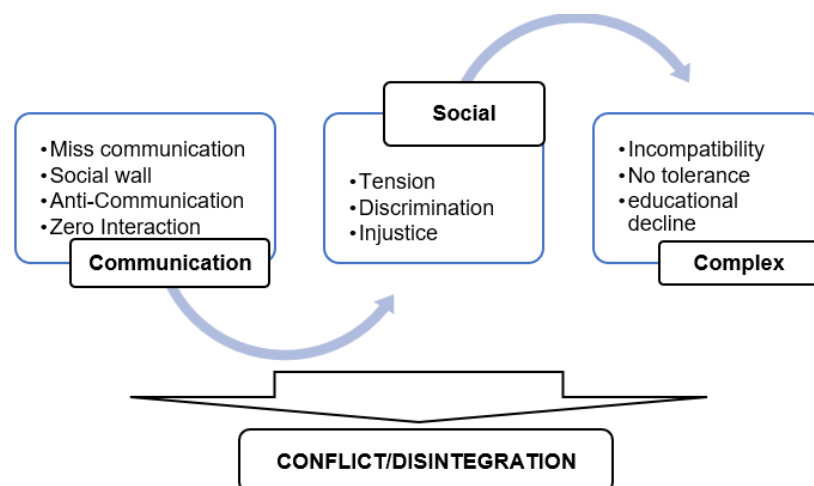 •Miss communication
•Social wall
•Anti-Communication
•Zero Interaction
Communication
Social
•Tension
•Discrimination
•Injustice
•Incompatibility
•No tolerance
•educational
decline
Complex
CONFLICT/DISINTEGRATION